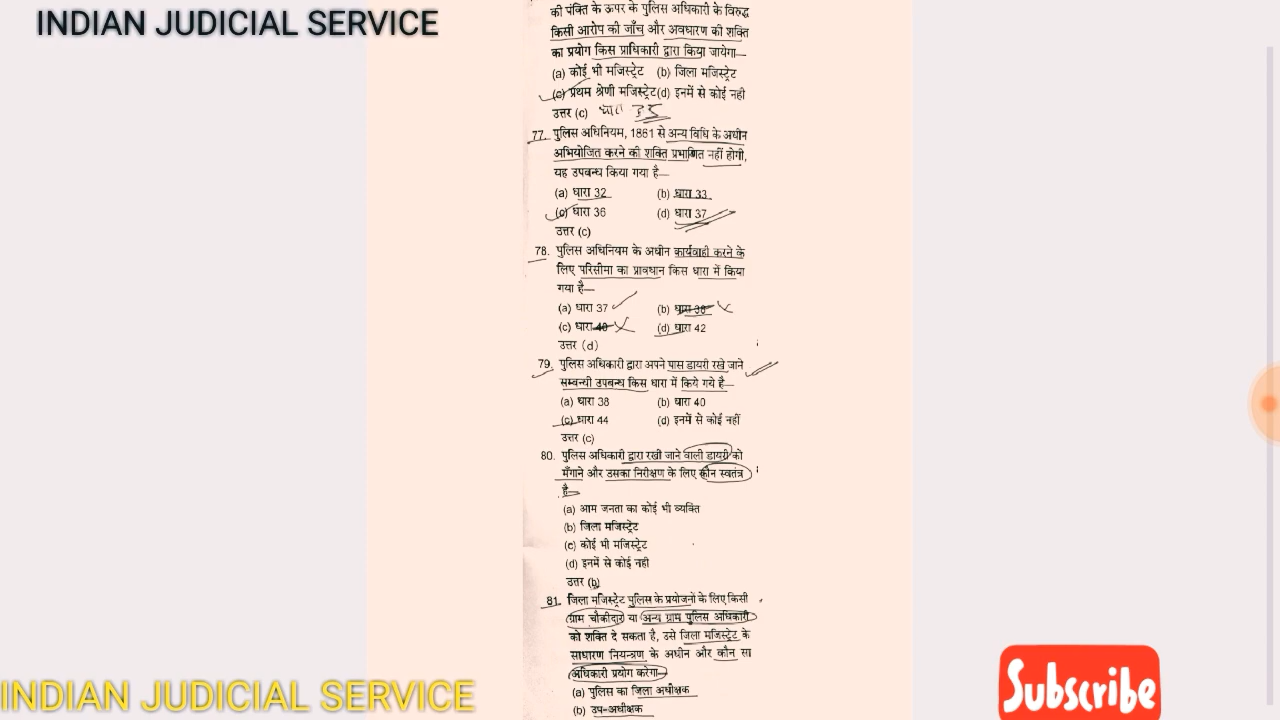 INDIAN JUDICIAL SERVICE
की पंक्ति के ऊपर के पुलिस अधिकारी के विरुद्ध
किसी आरोप की जाँच और अवधारण की शक्ति
का प्रयोग किस प्राधिकारी द्वारा किया जायेगा—
(a) कोई भी मजिस्ट्रेट (b) जिला मजिस्ट्रेट
(c) प्रथम श्रेणी मजिस्ट्रेट(d) इनमें से कोई नही
उत्तर (c) धारा 35
77. पुलिस अधिनियम, 1861 से अन्य विधि के अधीन
अभियोजित करने की शक्ति प्रभाणित नहीं होगी,
यह उपबन्ध किया गया है—
(a) धारा 32 (b) धारा 33
(c) धारा 36 (d) धारा 37
उत्तर (c)
78. पुलिस अधिनियम के अधीन कार्यवाही करने के
लिए परिसीमा का प्रावधान किस धारा में किया
गया है—
(a) धारा 37 (b) धारा 38
(c) धारा 40 (d) धारा 42
उत्तर (d)
79. पुलिस अधिकारी द्वारा अपने पास डायरी रखे जाने
सम्बन्धी उपबन्ध किस धारा में किये गये है—
(a) धारा 38 (b) धारा 40
(c) धारा 44 (d) इनमें से कोई नहीं
उत्तर (c)
80. पुलिस अधिकारी द्वारा रखी जाने वाली डायरी को
मँगाने और उसका निरीक्षण के लिए कौन स्वतंत्र
है—
(a) आम जनता का कोई भी व्यक्ति
(b) जिला मजिस्ट्रेट
(c) कोई भी मजिस्ट्रेट
(d) इनमें से कोई नही
उत्तर (b)
81. जिला मजिस्ट्रेट पुलिस के प्रयोजनों के लिए किसी
ग्राम चौकीदार या अन्य ग्राम पुलिस अधिकारी
को शक्ति दे सकता है, उसे जिला मजिस्ट्रेट के
साधारण नियन्त्रण के अधीन और कौन सा
अधिकारी प्रयोग करेगा—
(a) पुलिस का जिला अधीक्षक
(b) उप-अधीक्षक
INDIAN JUDICIAL SERVICE
Subscribe